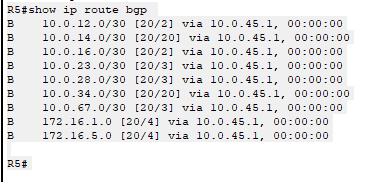 R5#show ip route bgp
B     10.0.12.0/30 [20/2] via 10.0.45.1, 00:00:00
B     10.0.14.0/30 [20/20] via 10.0.45.1, 00:00:00
B     10.0.16.0/30 [20/2] via 10.0.45.1, 00:00:00
B     10.0.23.0/30 [20/3] via 10.0.45.1, 00:00:00
B     10.0.28.0/30 [20/3] via 10.0.45.1, 00:00:00
B     10.0.34.0/30 [20/20] via 10.0.45.1, 00:00:00
B     10.0.67.0/30 [20/3] via 10.0.45.1, 00:00:00
B     172.16.1.0 [20/4] via 10.0.45.1, 00:00:00
B     172.16.5.0 [20/4] via 10.0.45.1, 00:00:00
R5#